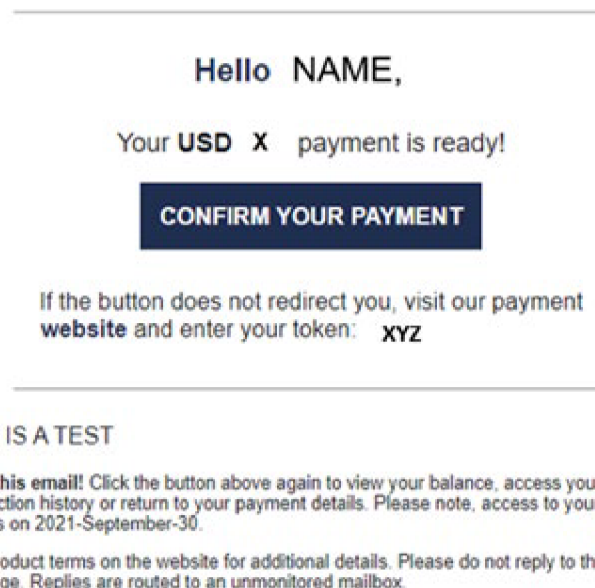 Hello NAME,
Your USD X payment is ready!
CONFIRM YOUR PAYMENT
If the button does not redirect you, visit our payment
website and enter your token: XYZ
IS A TEST
his email! Click the button above again to view your balance, access you
ction history or return to your payment details. Please note, access to your
s on 2021-September-30.
oduct terms on the website for additional details. Please do not reply to th
ge. Replies are routed to an unmonitored mailbox.